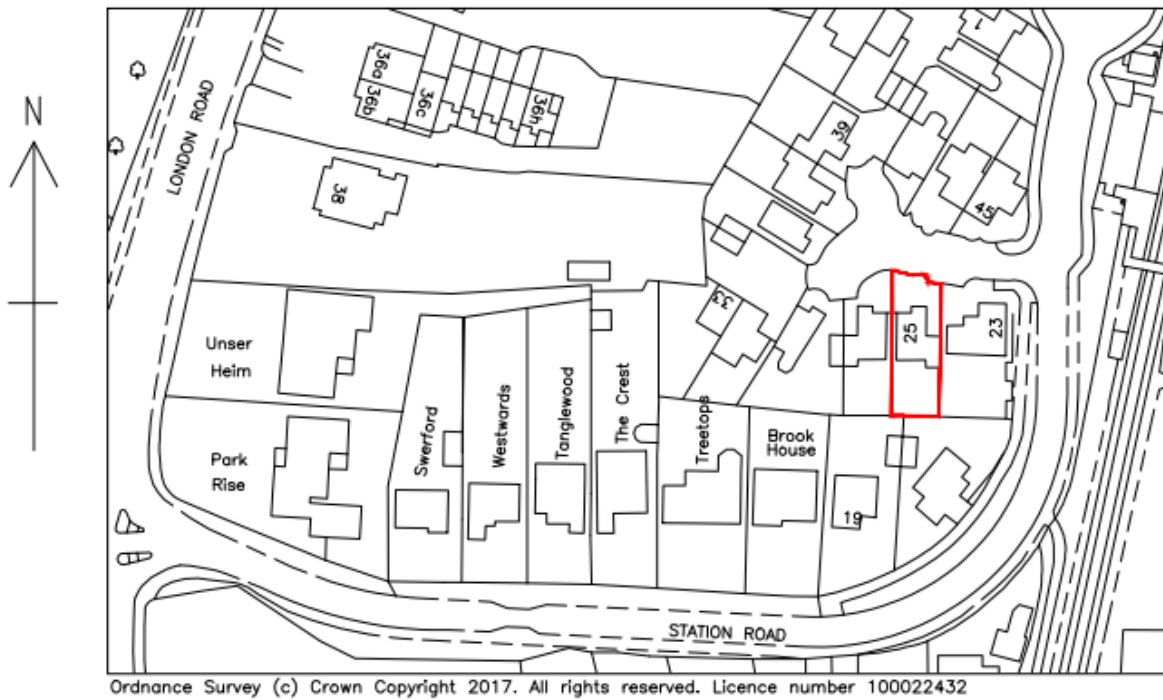 N
LONDON ROAD
36a
36b
36c
36h
38
1
39
45
33
25
23
Unser
Heim
Park
Rise
Swerford
Westwards
Tanglewood
The Crest
Treetops
Brook
House
19
STATION ROAD
Ordnance Survey (c) Crown Copyright 2017. All rights reserved. Licence number 100022432